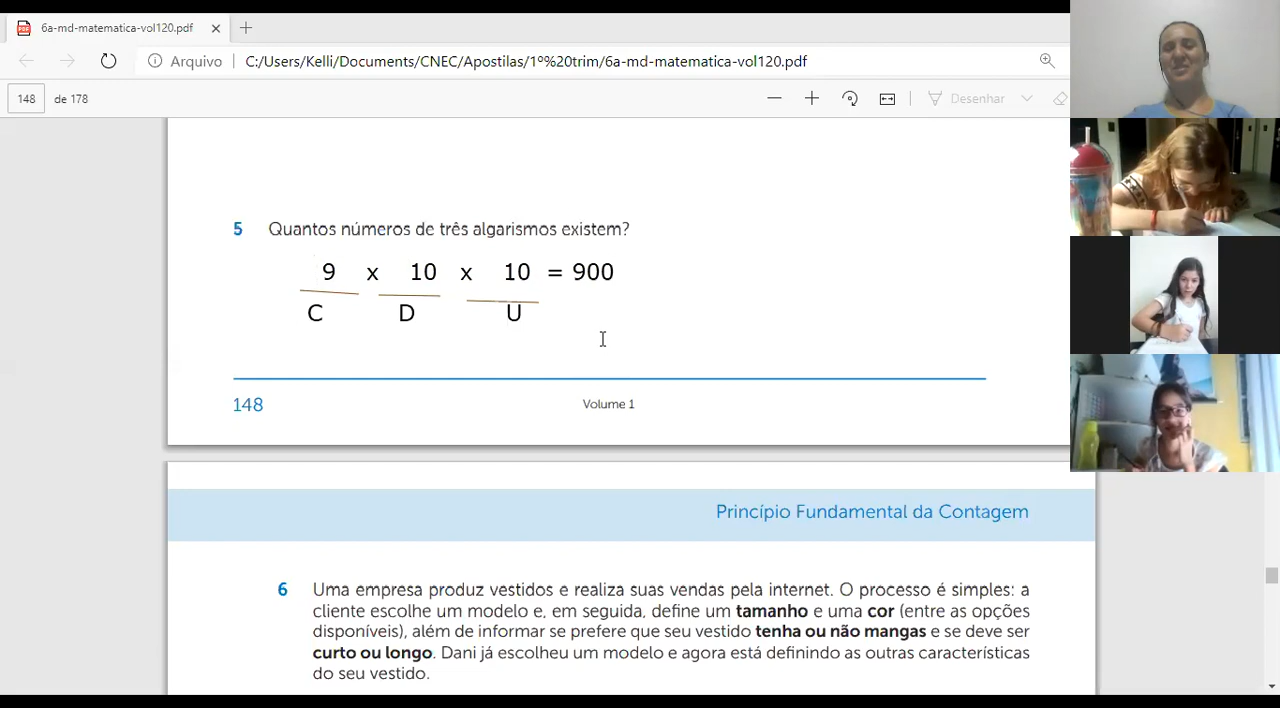 6a-md-matematica-vol120.pdf
Arquivo C:/Users/Kelli/Documents/CNEC/Apostilas/1º%20trim/6a-md-matematica-vol120.pdf
148 de 178 Desenhar
5 Quantos números de três algarismos existem?
9 x 10 x 10 = 900
C D U
148 Volume 1
Princípio Fundamental da Contagem
6 Uma empresa produz vestidos e realiza suas vendas pela internet. O processo é simples: a
cliente escolhe um modelo e, em seguida, define um tamanho e uma cor (entre as opções
disponíveis), além de informar se prefere que seu vestido tenha ou não mangas e se deve ser
curto ou longo. Dani já escolheu um modelo e agora está definindo as outras características
do seu vestido.